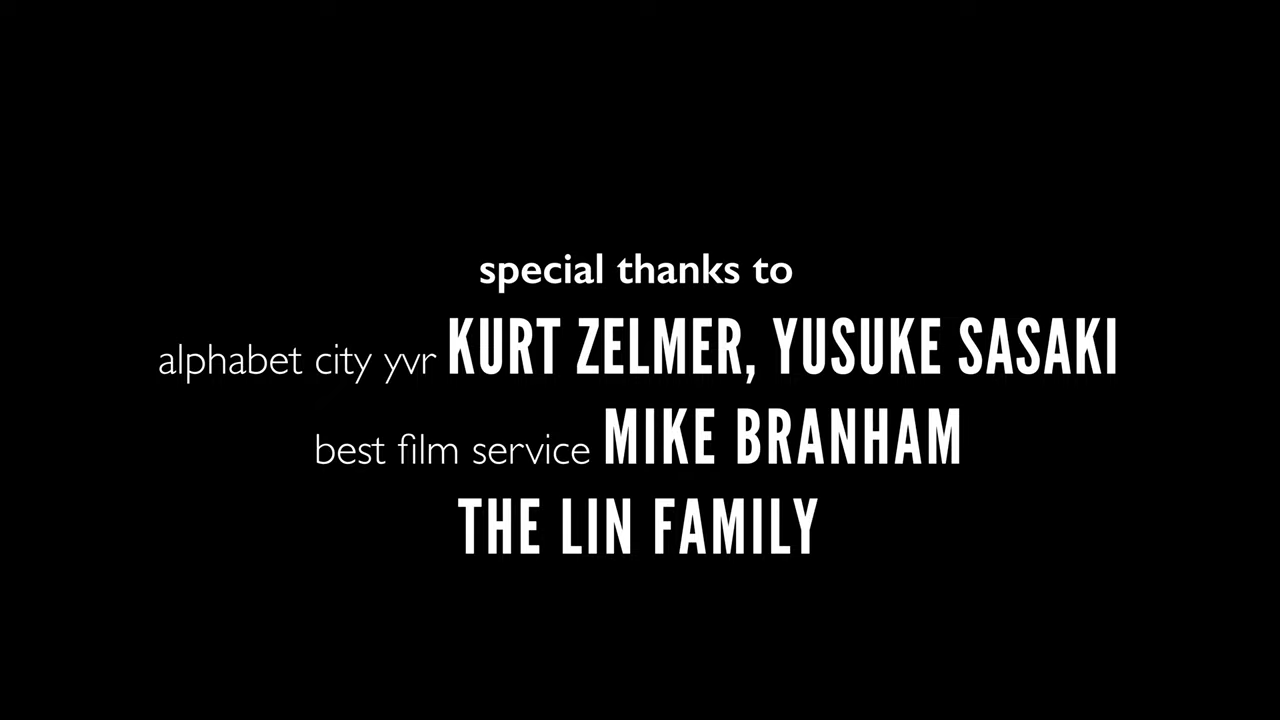 special thanks to
alphabet city yvr KURT ZELMER, YUSUKE SASAKI
best film service MIKE BRANHAM
THE LIN FAMILY